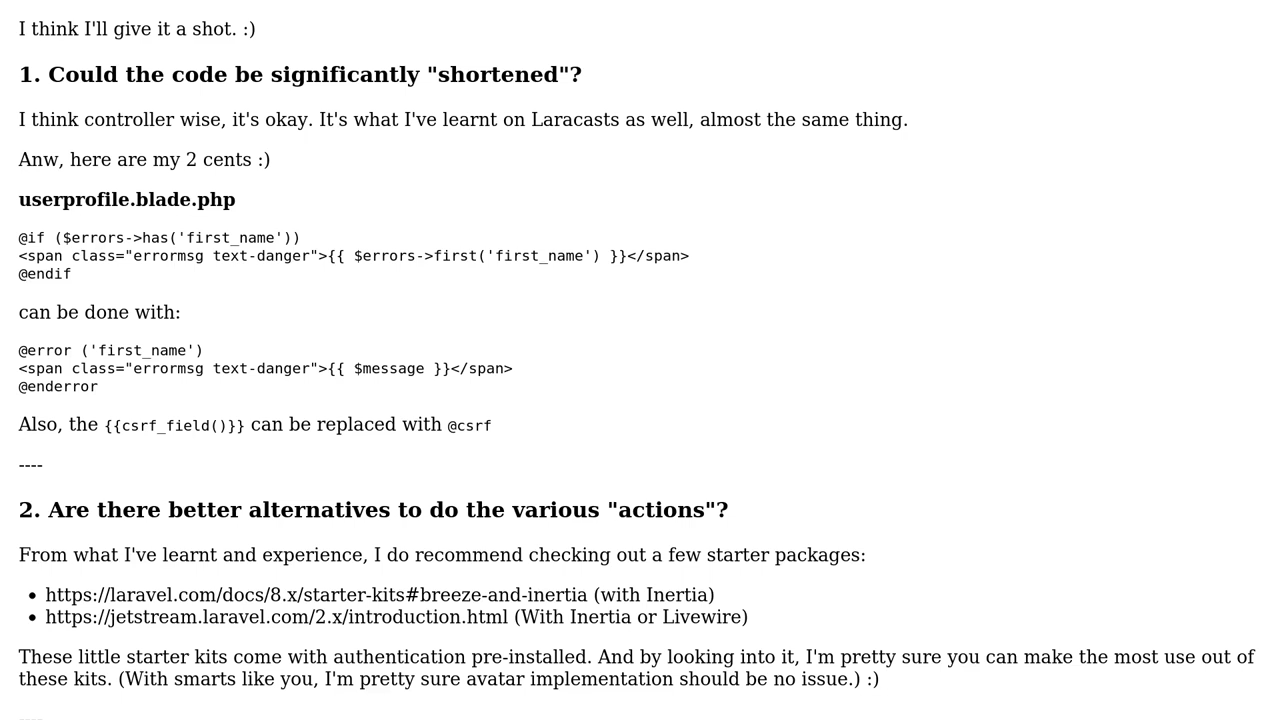 I think I'll give it a shot. :)
1. Could the code be significantly "shortened"?
I think controller wise, it's okay. It's what I've learnt on Laracasts as well, almost the same thing.
Anw, here are my 2 cents :)
userprofile.blade.php
@if ($errors->has('first_name'))
<span class="errormsg text-danger">{{ $errors->first('first_name') }}</span>
@endif
can be done with:
@error ('first_name')
<span class="errormsg text-danger">{{ $message }}</span>
@enderror
Also, the {{csrf_field()}} can be replaced with @csrf
----
2. Are there better alternatives to do the various "actions"?
From what I've learnt and experience, I do recommend checking out a few starter packages:
• https://laravel.com/docs/8.x/starter-kits#breeze-and-inertia (with Inertia)
• https://jetstream.laravel.com/2.x/introduction.html (With Inertia or Livewire)
These little starter kits come with authentication pre-installed. And by looking into it, I'm pretty sure you can make the most use out of
these kits. (With smarts like you, I'm pretty sure avatar implementation should be no issue.) :)
----